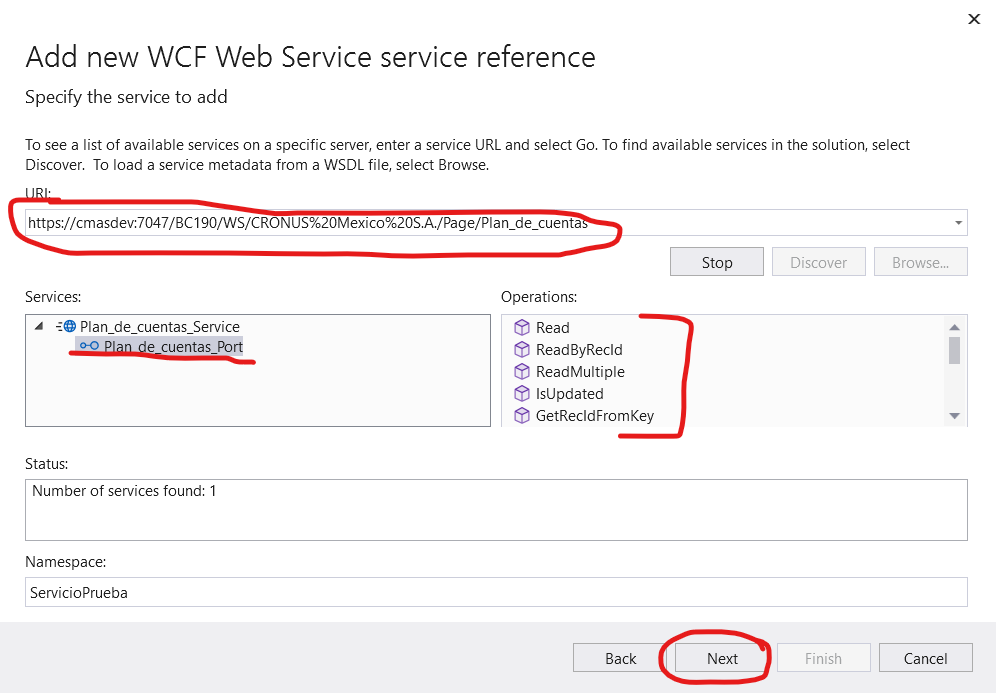 Add new WCF Web Service service reference
Specify the service to add
To see a list of available services on a specific server, enter a service URL and select Go. To find available services in the solution, select
Discover. To load a service metadata from a WSDL file, select Browse.
URI:
https://cmasdev:7047/BC190/WS/CRONUS%20Mexico%20S.A./Page/Plan_de_cuentas
Stop Discover Browse...
Services: Operations:
Plan_de_cuentas_Service Read
Plan_de_cuentas_Port ReadByRecId
ReadMultiple
IsUpdated
GetRecIdFromKey
Status:
Number of services found: 1
Namespace:
ServicioPrueba
Back Next Finish Cancel